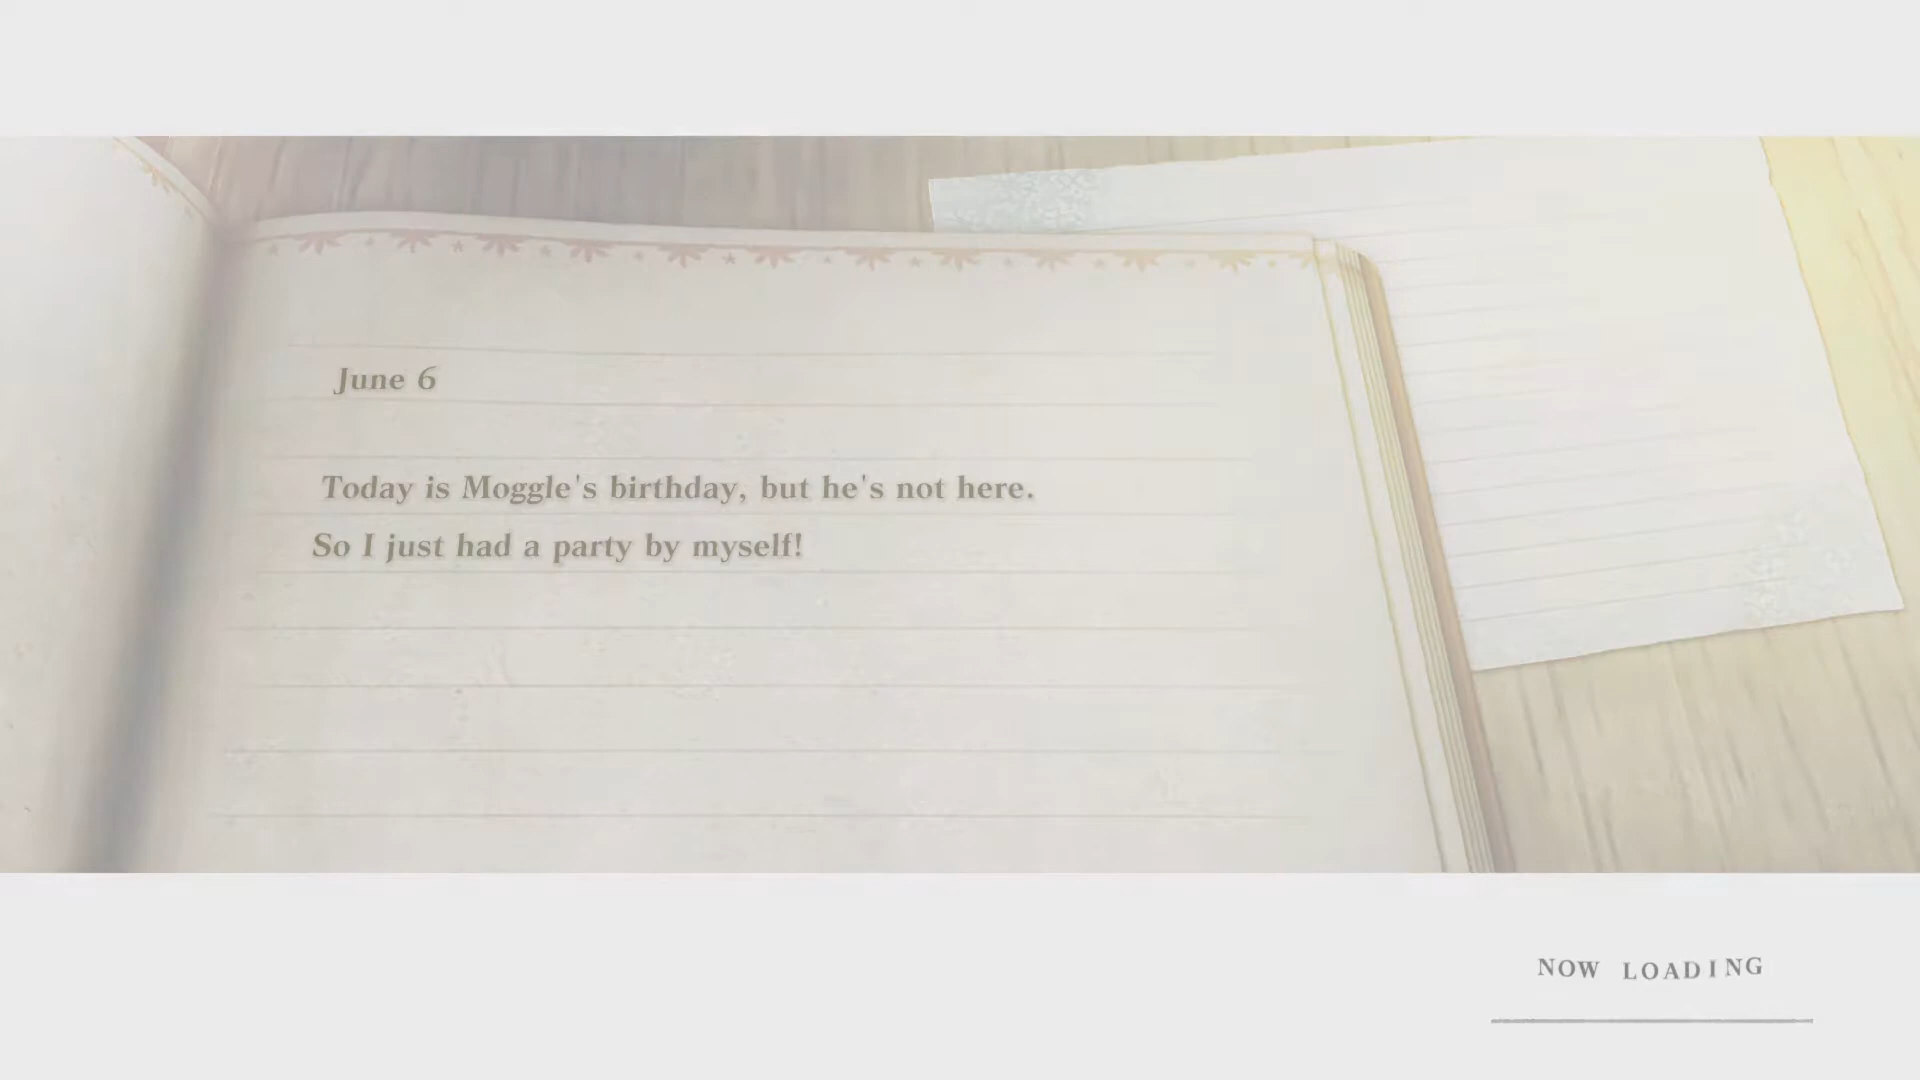 June 6
Today is Moggle's birthday, but he's not here.
So I just had a party by myself!
NOW LOADING